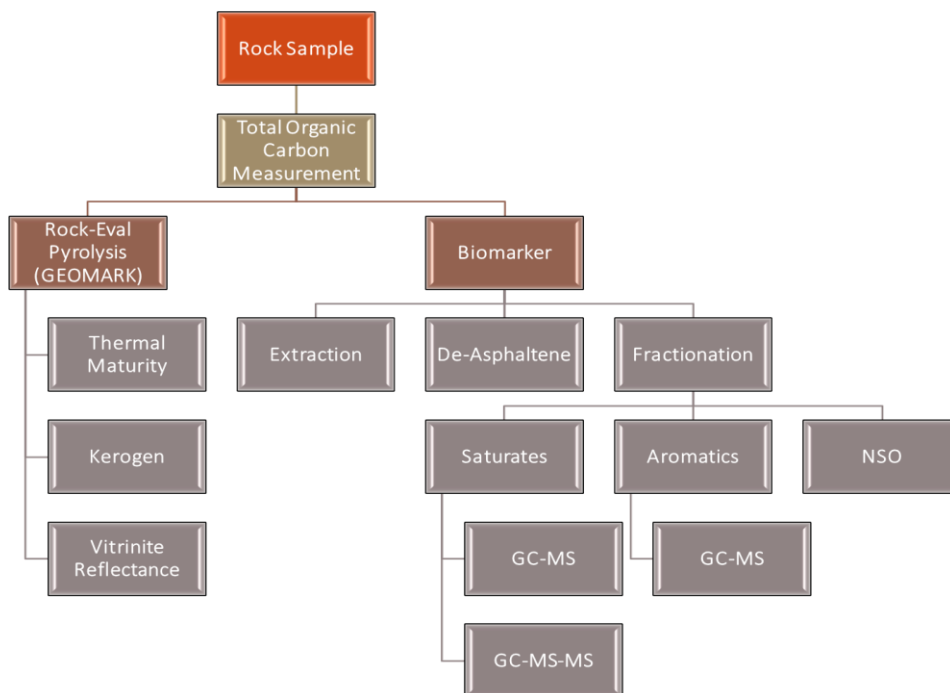 Rock Sample
Total Organic
Carbon
Measurement
Rock-Eval
Pyrolysis
(GEOMARK)
Biomarker
Thermal
Maturity
Extraction
De-Asphaltene
Fractionation
Kerogen
Saturates
Aromatics
NSO
Vitrinite
Reflectance
GC-MS
GC-MS
GC-MS-MS